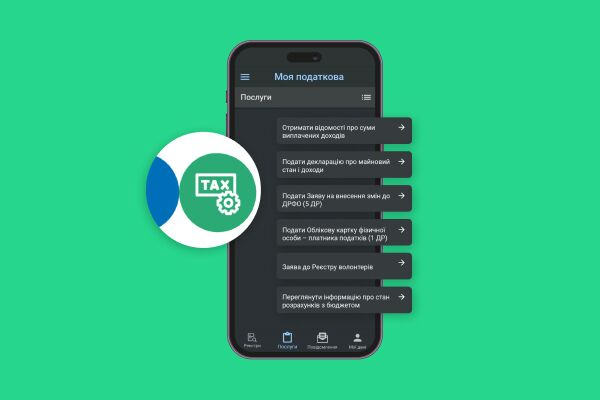 Моя податкова
Послуги
Отримати відомості про суми
виплачених доходів
Подати декларацію про майновий
стан і доходи
TAX
Подати Заяву на внесення змін до
ДРФО (5 ДР)
Подати Облікову картку фізичної
особи – платника податків (1 ДР)
Заява до Реєстру волонтерів
Переглянути інформацію про стан
розрахунків з бюджетом
Реєстри
Послуги
Повідомлення
Мої дані